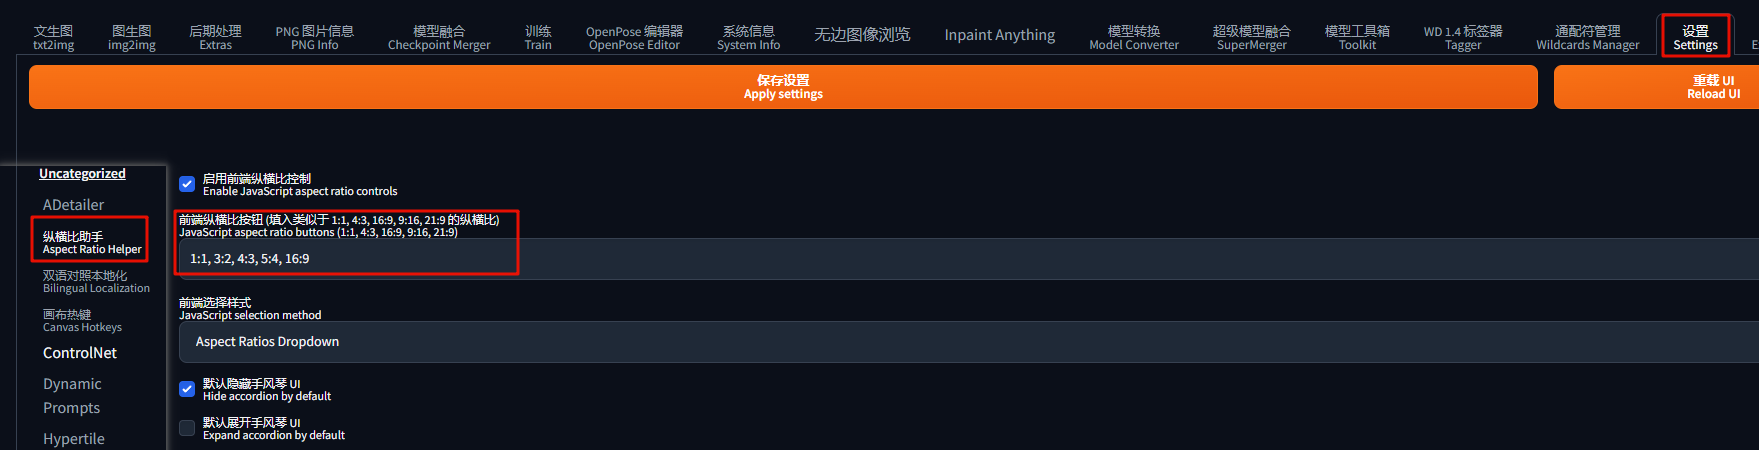 文生图
txt2img
图生图
img2img
后期处理
Extras
PNG 图片信息
PNG Info
模型融合
Checkpoint Merger
训练
Train
OpenPose 编辑器
OpenPose Editor
系统信息
System Info
无边图像浏览
Inpaint Anything
模型转换
Model Converter
超级模型融合
SuperMerger
模型工具箱
Toolkit
WD 1.4 标签器
Tagger
通配符管理
Wildcards Manager
设置
Settings
保存设置
Apply settings
重载 UI
Reload UI
Uncategorized
ADetailer
纵横比助手
Aspect Ratio Helper
双语对照本地化
Bilingual Localization
画布热键
Canvas Hotkeys
ControlNet
Dynamic
Prompts
Hypertile
启用前端纵横比控制
Enable JavaScript aspect ratio controls
前端纵横比按钮 (填入类似于 1:1, 4:3, 16:9, 9:16, 21:9 的纵横比)
JavaScript aspect ratio buttons (1:1, 4:3, 16:9, 9:16, 21:9)
1:1, 3:2, 4:3, 5:4, 16:9
前端选择样式
JavaScript selection method
Aspect Ratios Dropdown
默认隐藏手风琴 UI
Hide accordion by default
默认展开手风琴 UI
Expand accordion by default